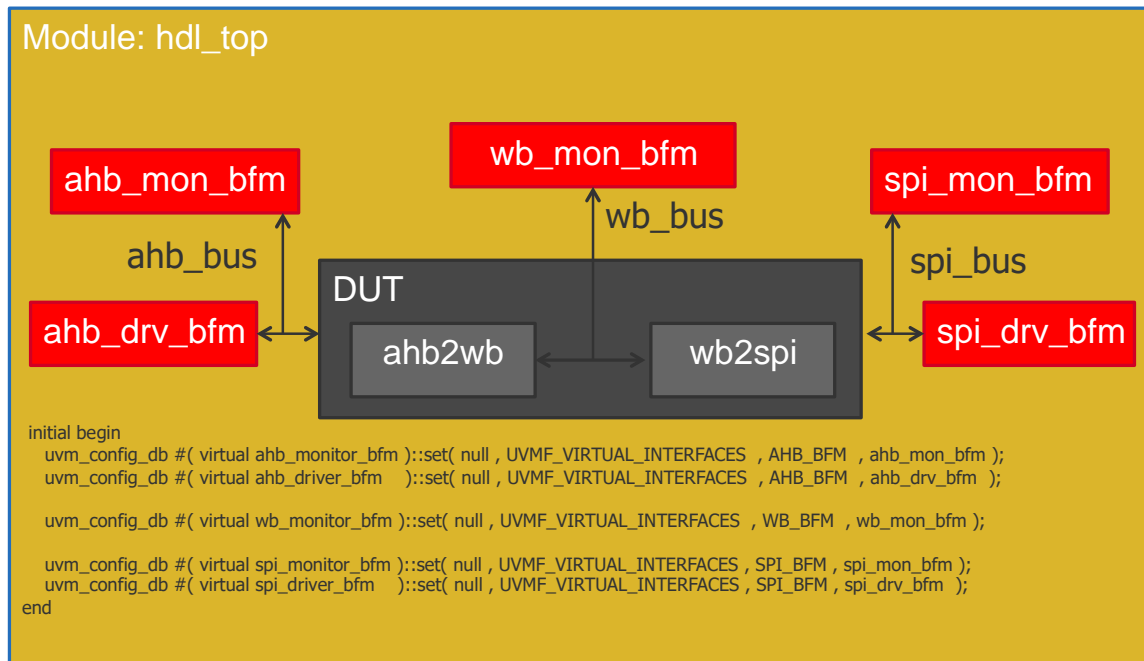 Module: hdl_top
wb_mon_bfm
ahb_mon_bfm
spi_mon_bfm
wb_bus
ahb_bus
spi_bus
DUT
ahb_drv_bfm
spi_drv_bfm
ahb2wb
wb2spi
initial begin
uvm_config_db #( virtual ahb_monitor_bfm )::set( null , UVMF_VIRTUAL_INTERFACES , AHB_BFM , ahb_mon_bfm );
uvm_config_db #( virtual ahb_driver_bfm )::set( null , UVMF_VIRTUAL_INTERFACES , AHB_BFM , ahb_drv_bfm );
uvm_config_db #( virtual wb_monitor_bfm )::set( null , UVMF_VIRTUAL_INTERFACES , WB_BFM , wb_mon_bfm );
uvm_config_db #( virtual spi_monitor_bfm )::set( null , UVMF_VIRTUAL_INTERFACES , SPI_BFM , spi_mon_bfm );
uvm_config_db #( virtual spi_driver_bfm )::set( null , UVMF_VIRTUAL_INTERFACES , SPI_BFM , spi_drv_bfm );
end